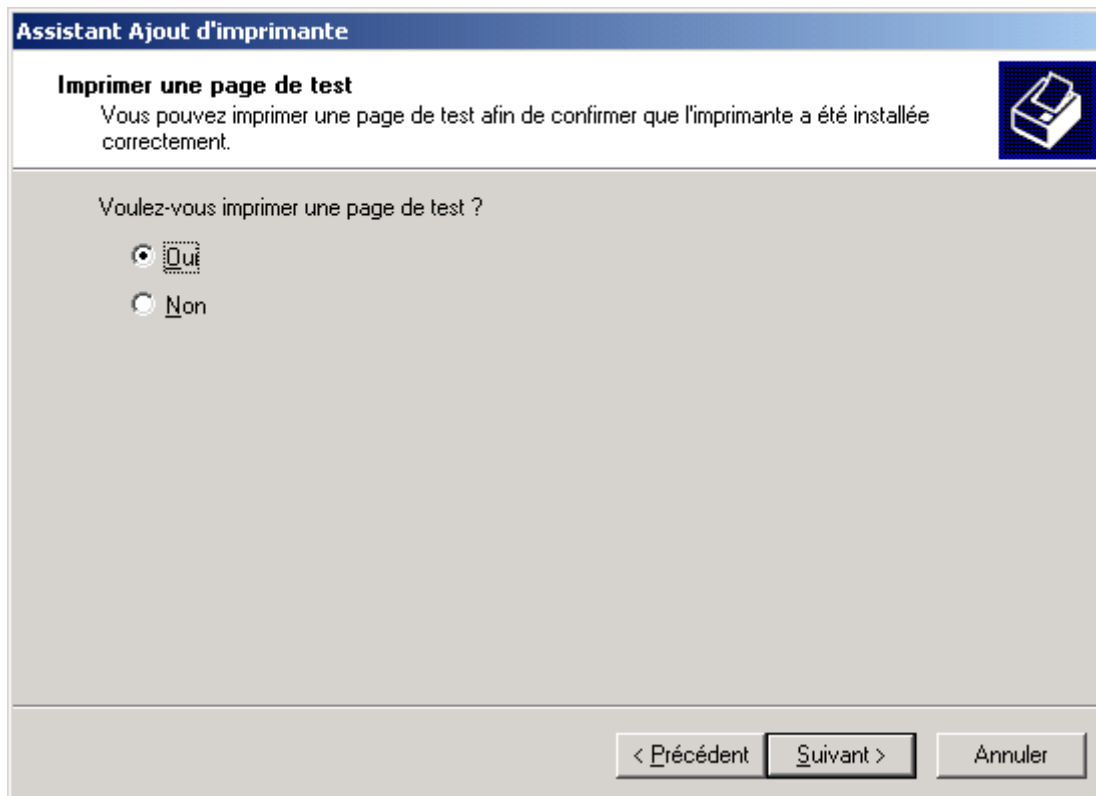 Assistant Ajout d'imprimante
Imprimer une page de test
Vous pouvez imprimer une page de test afin de confirmer que l'imprimante a été installée
correctement.
Voulez-vous imprimer une page de test ?
Oui
Non
< Précédent Suivant > Annuler